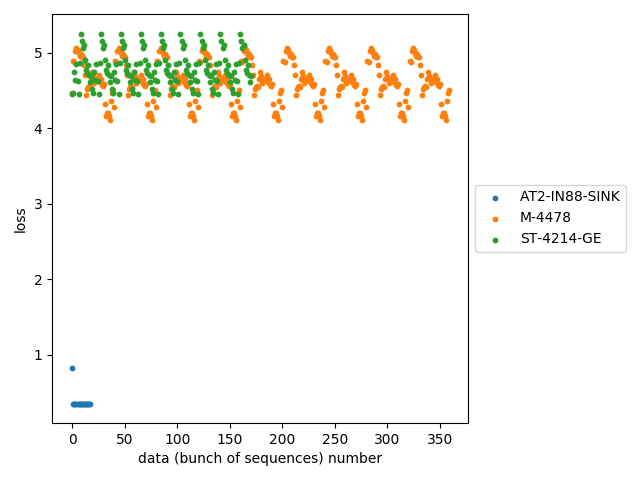 5
4
3
2
1
loss
0
50
100
150
200
250
300
350
data (bunch of sequences) number
AT2-IN88-SINK
M-4478
ST-4214-GE